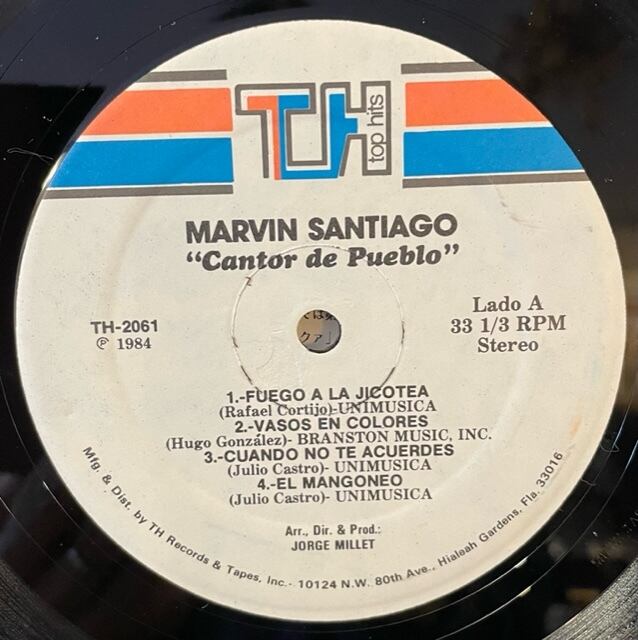 TH
top hits
MARVIN SANTIAGO
“Cantor de Pueblo”
TH-2061
℗ 1984
Lado A
33 1/3 RPM
Stereo
1.-FUEGO A LA JICOTEA
(Rafael Cortijo)-UNIMUSICA
2.-VASOS EN COLORES
(Hugo González)- BRANSTON MUSIC, INC.
3.-CUANDO NO TE ACUERDES
(Julio Castro)- UNIMUSICA
4.-EL MANGONEO
(Julio Castro)- UNIMUSICA
Arr., Dir. & Prod.:
JORGE MILLET
Mfg. & Dist. by TH Records & Tapes, Inc.- 10124 N.W. 80th Ave., Hialeah Gardens, Fla. 33016